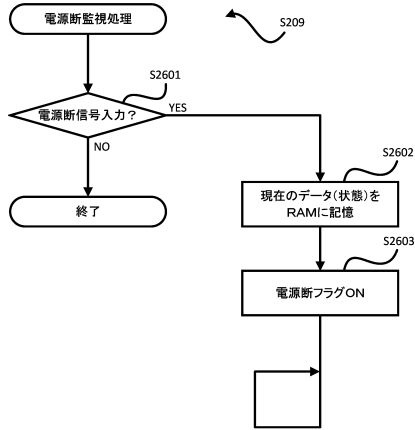 電源断監視処理
S209
S2601
電源断信号入力？
YES
NO
S2602
現在のデータ（状態）を
ＲＡＭに記憶
終了
S2603
電源断フラグＯＮ